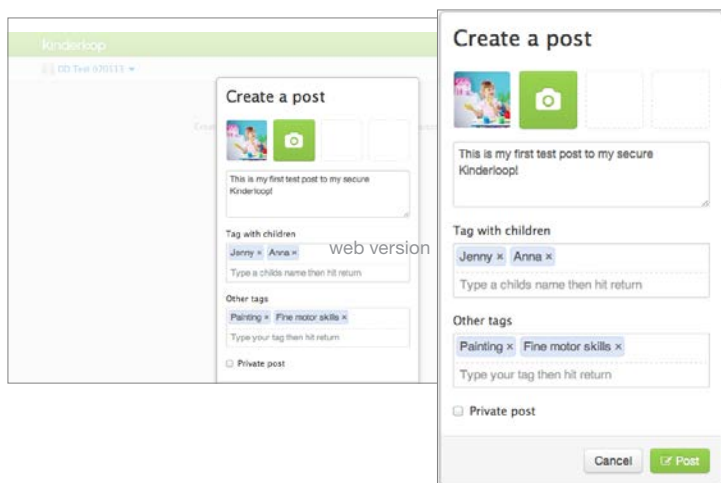 kinderloop
DD Test 070513
Create a post
This is my first test post to my secure
Kinderloop!
Tag with children
Jenny × Anna ×
Type a childs name then hit return
Other tags
Painting × Fine motor skills ×
Type your tag then hit return
Private post
web version
Create a post
This is my first test post to my secure
Kinderloop!
Tag with children
Jenny × Anna ×
Type a childs name then hit return
Other tags
Painting × Fine motor skills ×
Type your tag then hit return
Private post
Cancel
Post